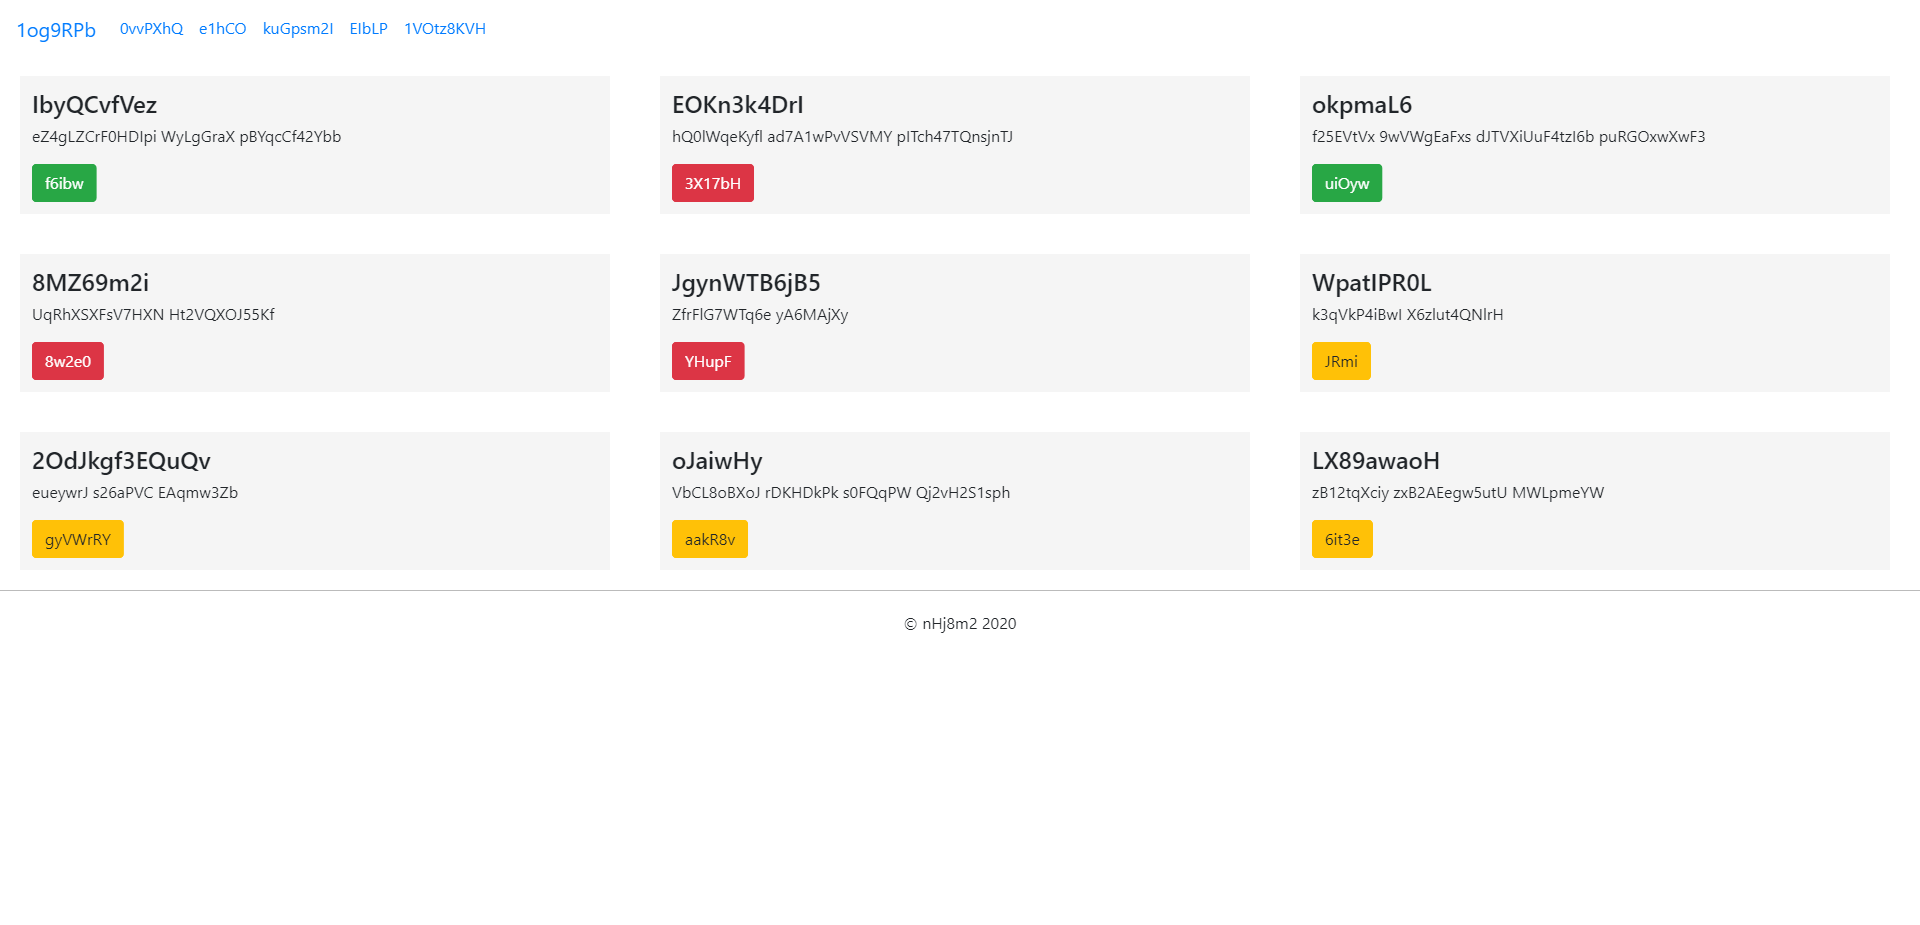 1og9RPb 0vvPXhQ e1hCO kuGpsm2I EIbLP 1VOtz8KVH
IbyQCvfVez
eZ4gLZCrF0HDIpi WyLgGraX pBYqcCf42Ybb
f6ibw
EOKn3k4DrI
hQ0lWqeKyfl ad7A1wPvVSVMY pITch47TQnsjnTJ
3X17bH
okpmaL6
f25EVtVx 9wVWgEaFxs dJTVXiUuF4tzI6b puRGOxwXwF3
uiOyw
8MZ69m2i
UqRhXSXFsV7HXN Ht2VQXOJ55Kf
8w2e0
JgynWTB6jB5
ZfrFlG7WTq6e yA6MAjXy
YHupF
WpatIPR0L
k3qVkP4iBwI X6zlut4QNlrH
JRmi
2OdJkgf3EQuQv
eueywrJ s26aPVC EAqmw3Zb
gyVWrRY
oJaiwHy
VbCL8oBXoJ rDKHDkPk s0FQqPW Qj2vH2S1sph
aakR8v
LX89awaoH
zB12tqXciy zxB2AEegw5utU MWLpmeYW
6it3e
© nHj8m2 2020